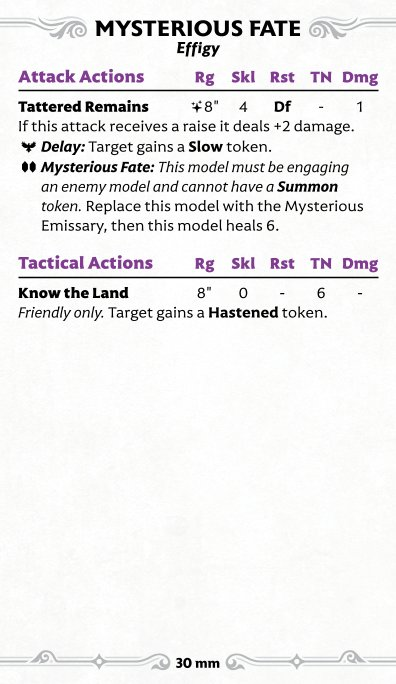 MYSTERIOUS FATE
Effigy
Attack Actions Rg Skl Rst TN Dmg
Tattered Remains 8" 4 Df - 1
If this attack receives a raise it deals +2 damage.
Delay: Target gains a Slow token.
Mysterious Fate: This model must be engaging
an enemy model and cannot have a Summon
token. Replace this model with the Mysterious
Emissary, then this model heals 6.
Tactical Actions Rg Skl Rst TN Dmg
Know the Land 8" 0 - 6 -
Friendly only. Target gains a Hastened token.
30 mm